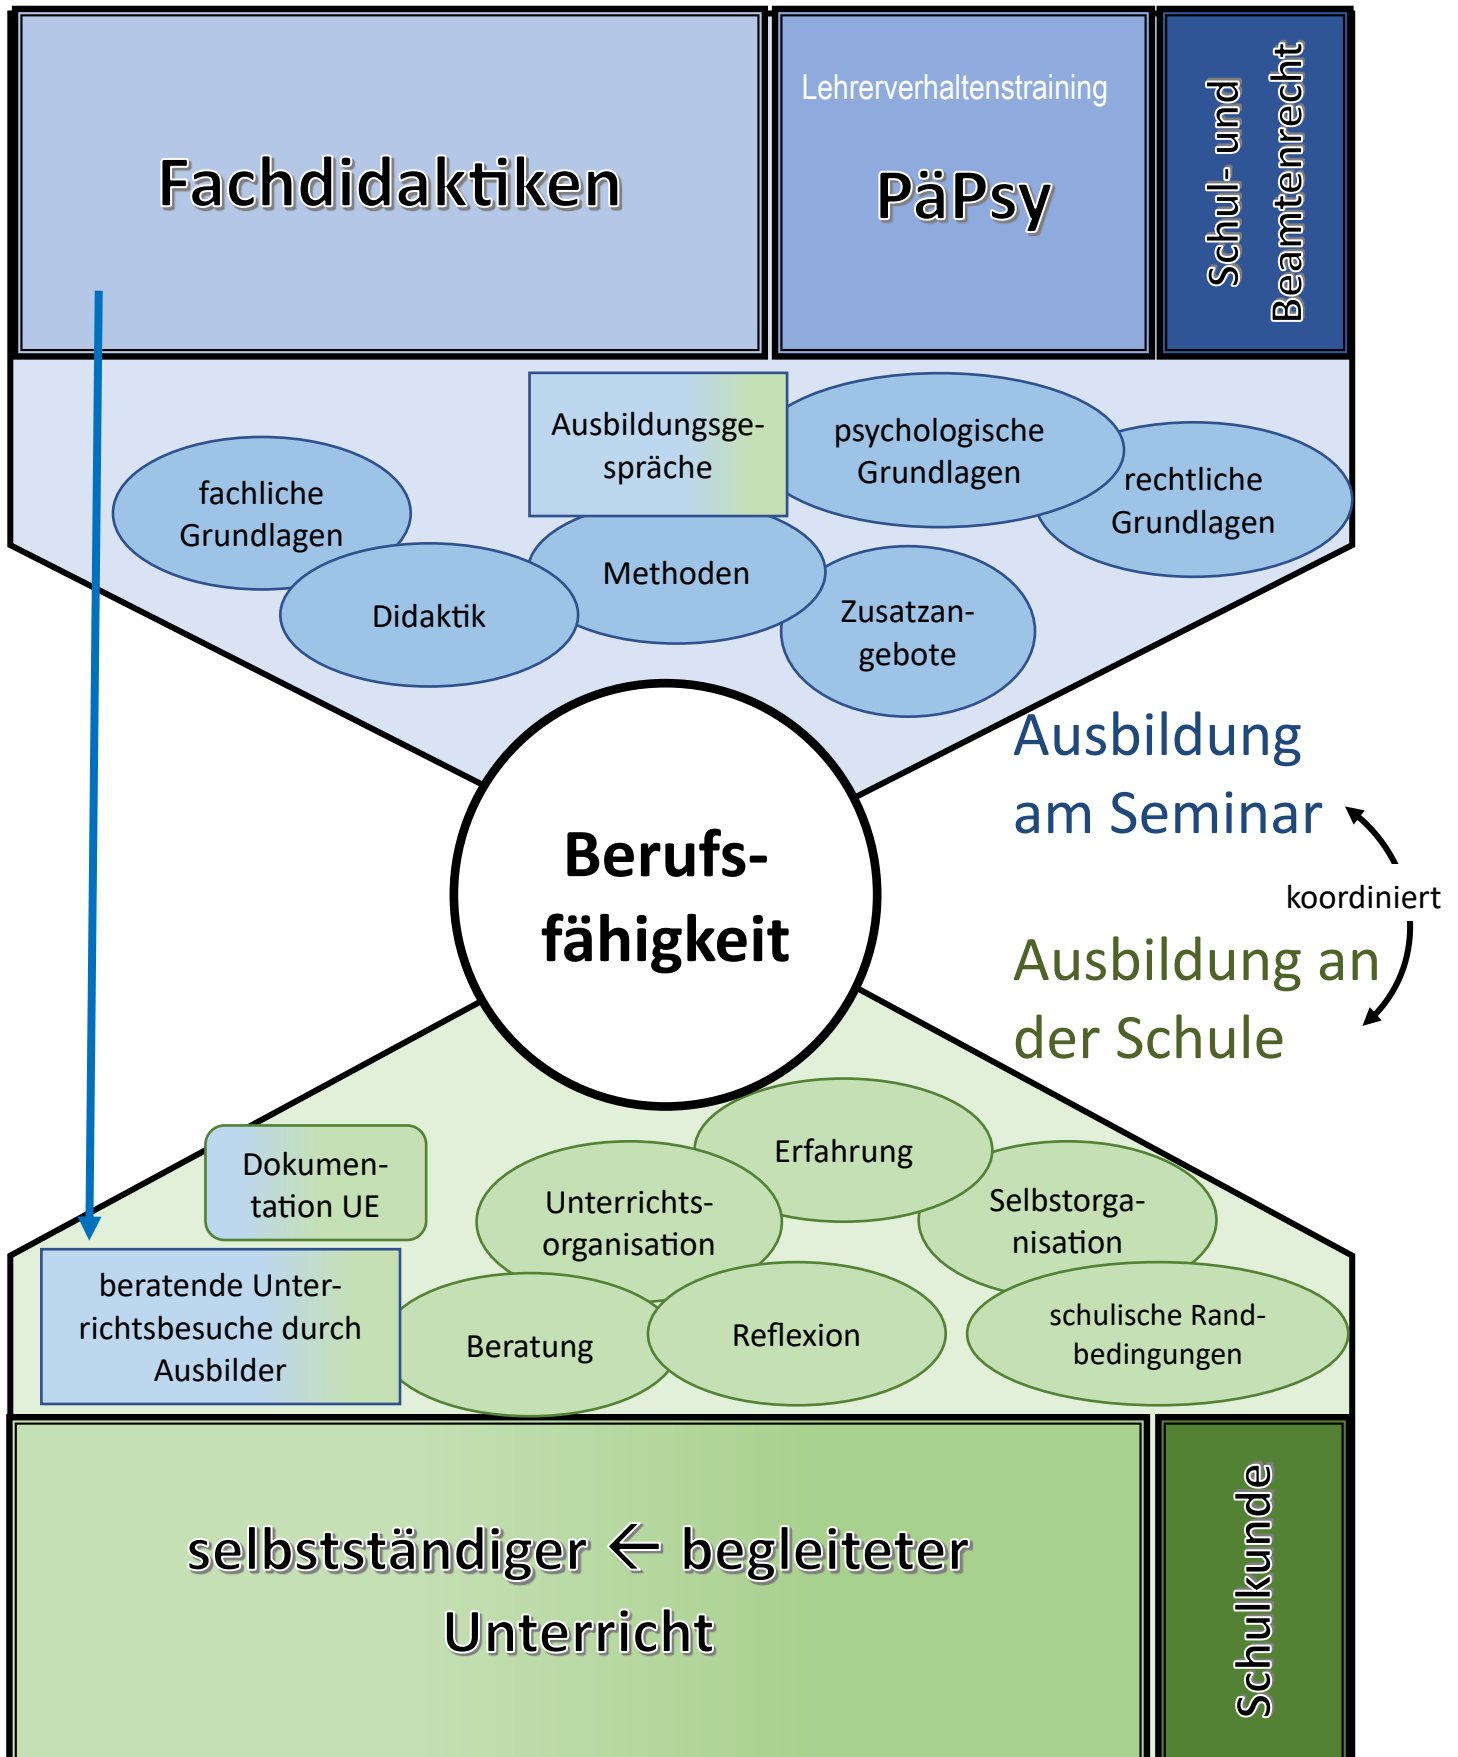 Fachdidaktiken
Lehrerverhaltenstraining
PäPsy
Schul- und
Beamtenrecht
Ausbildungsge-
spräche
psychologische
Grundlagen
rechtliche
Grundlagen
fachliche
Grundlagen
Didaktik
Methoden
Zusatzan-
gebote
Ausbildung
am Seminar
koordiniert
Ausbildung an
der Schule
Berufs-
fähigkeit
Dokumen-
tation UE
beratende Unter-
richtsbesuche durch
Ausbilder
Unterrichts-
organisation
Erfahrung
Selbstorga-
nisation
Beratung
Reflexion
schulische Rand-
bedingungen
selbstständiger ← begleiteter
Unterricht
Schulkunde